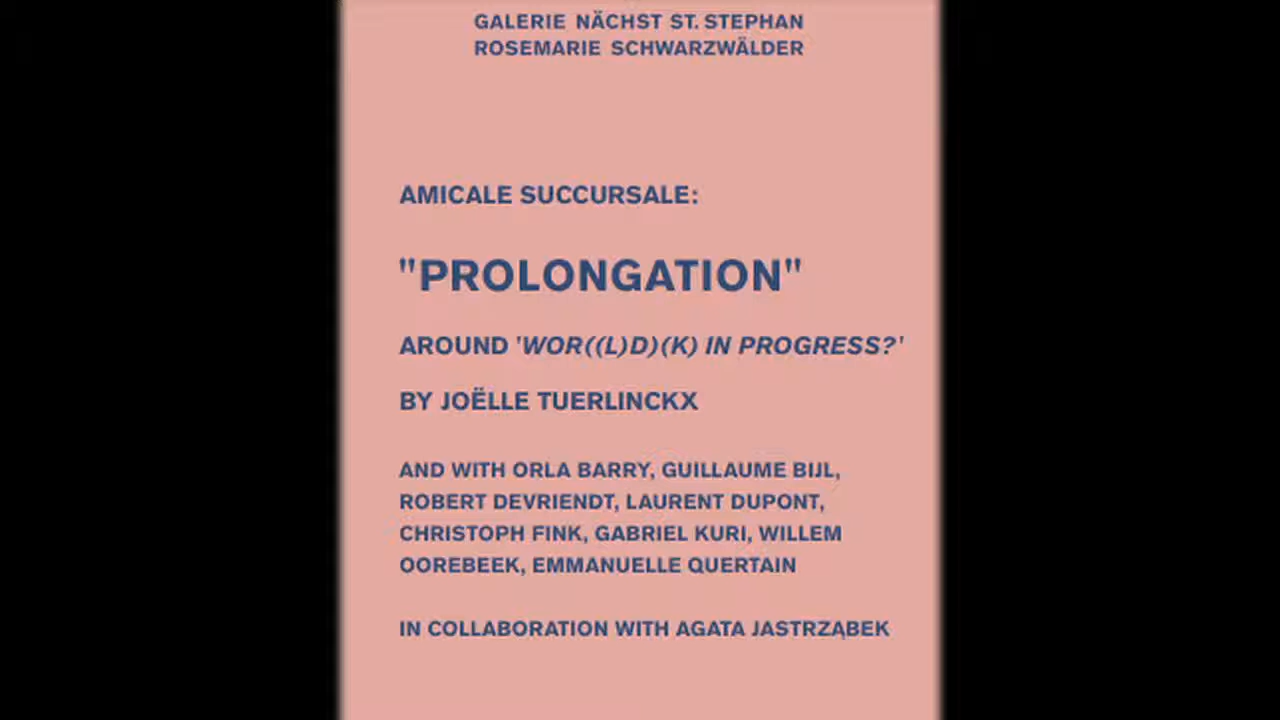 GALERIE NÄCHST ST. STEPHAN
ROSEMARIE SCHWARZWÄLDER
AMICALE SUCCURSALE:
"PROLONGATION"
AROUND 'WOR((L)D)(K) IN PROGRESS?'
BY JOËLLE TUERLINCKX
AND WITH ORLA BARRY, GUILLAUME BIJL,
ROBERT DEVRIENDT, LAURENT DUPONT,
CHRISTOPH FINK, GABRIEL KURI, WILLEM
OOREBEEK, EMMANUELLE QUERTAIN
IN COLLABORATION WITH AGATA JASTRZĄBEK